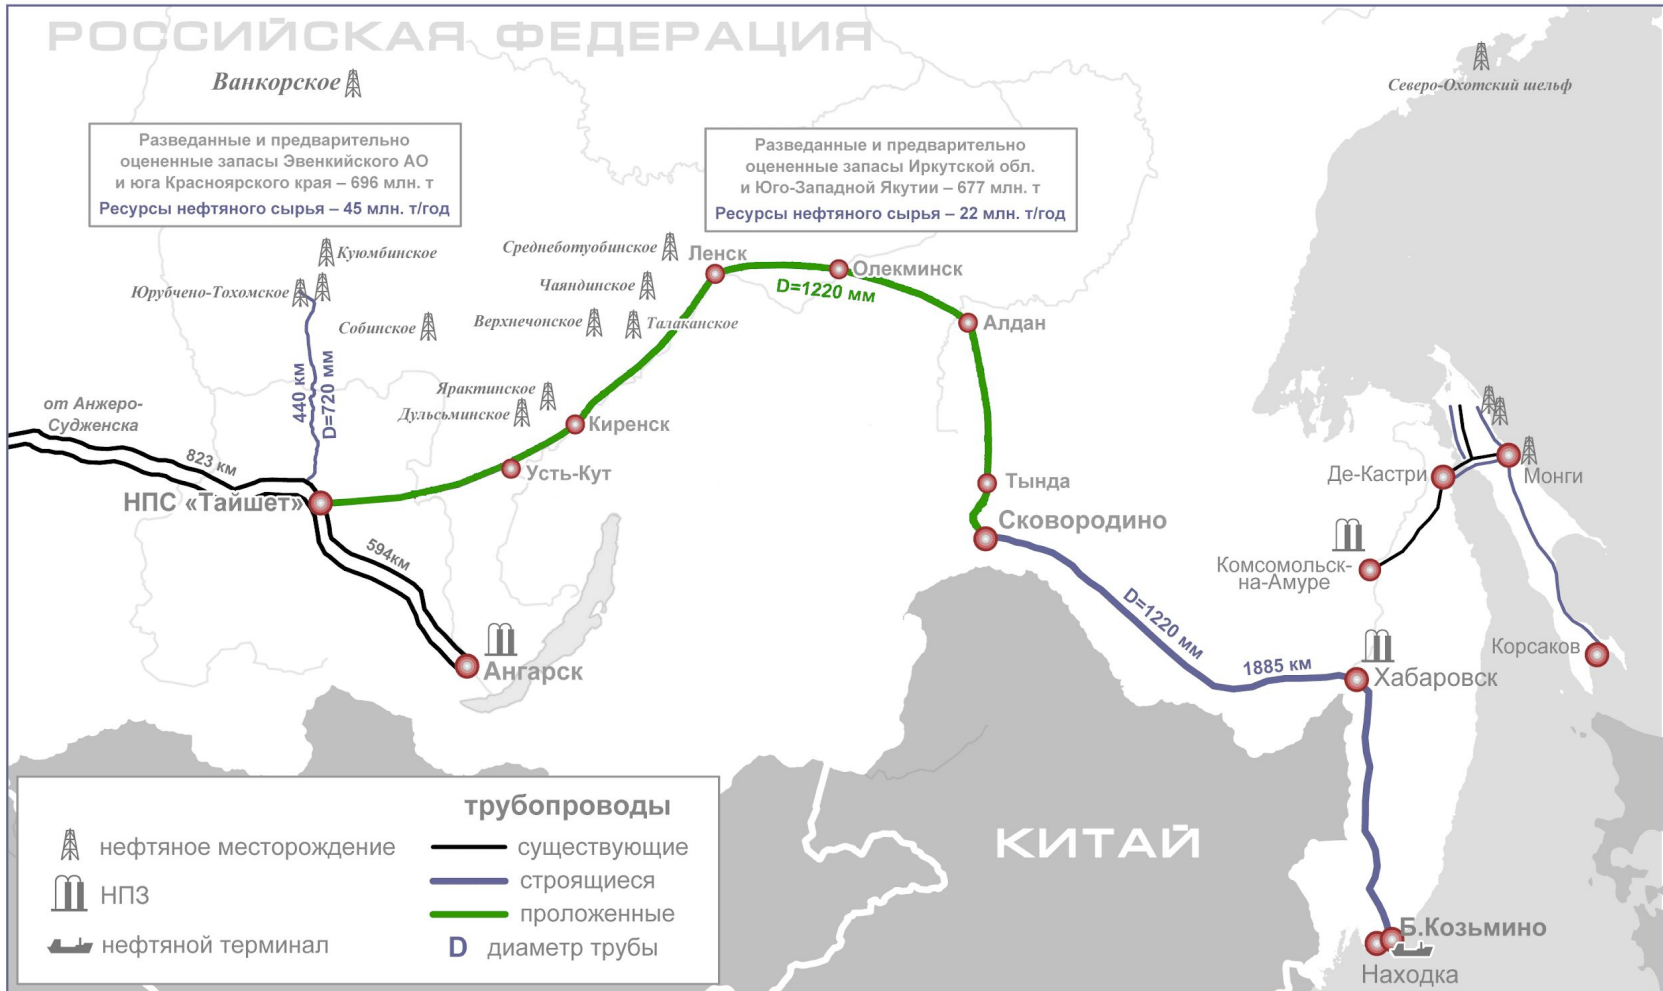 РОССИЙСКАЯ ФЕДЕРАЦИЯ
Ванкорское
Северо-Охотский шельф
Разведанные и предварительно
оцененные запасы Эвенкийского АО
и юга Красноярского края – 696 млн. т
Ресурсы нефтяного сырья – 45 млн. т/год
Разведанные и предварительно
оцененные запасы Иркутской обл.
и Юго-Западной Якутии – 677 млн. т
Ресурсы нефтяного сырья – 22 млн. т/год
Куюмбинское
Юрубчено-Тохомское
Собинское
Среднеботуобинское
Чаяндинское
Верхнечонское
Талаканское
Ярактинское
Дульсьминское
Ленск
Олекминск
D=1220 мм
Алдан
440 км
D=720 мм
от Анжеро-
Судженска
823 км
НПС «Тайшет»
Киренск
Усть-Кут
594км
Ангарск
Тында
Сковородино
D=1220 мм
1885 км
Де-Кастри
Монги
Комсомольск-
на-Амуре
Корсаков
Хабаровск
КИТАЙ
Б.Козьмино
Находка
трубопроводы
нефтяное месторождение
существующие
НПЗ
строящиеся
проложенные
нефтяной терминал
D диаметр трубы